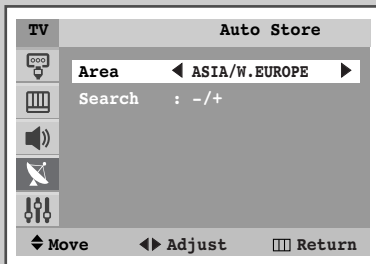 TV Auto Store
Area ◀ ASIA/W.EUROPE ▶
Search : -/+
Move Adjust Return